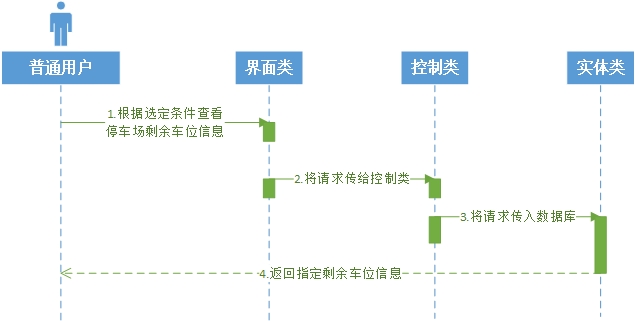 普通用户
界面类
控制类
实体类
1.根据选定条件查看
停车场剩余车位信息
2.将请求传给控制类
3.将请求传入数据库
4.返回指定剩余车位信息